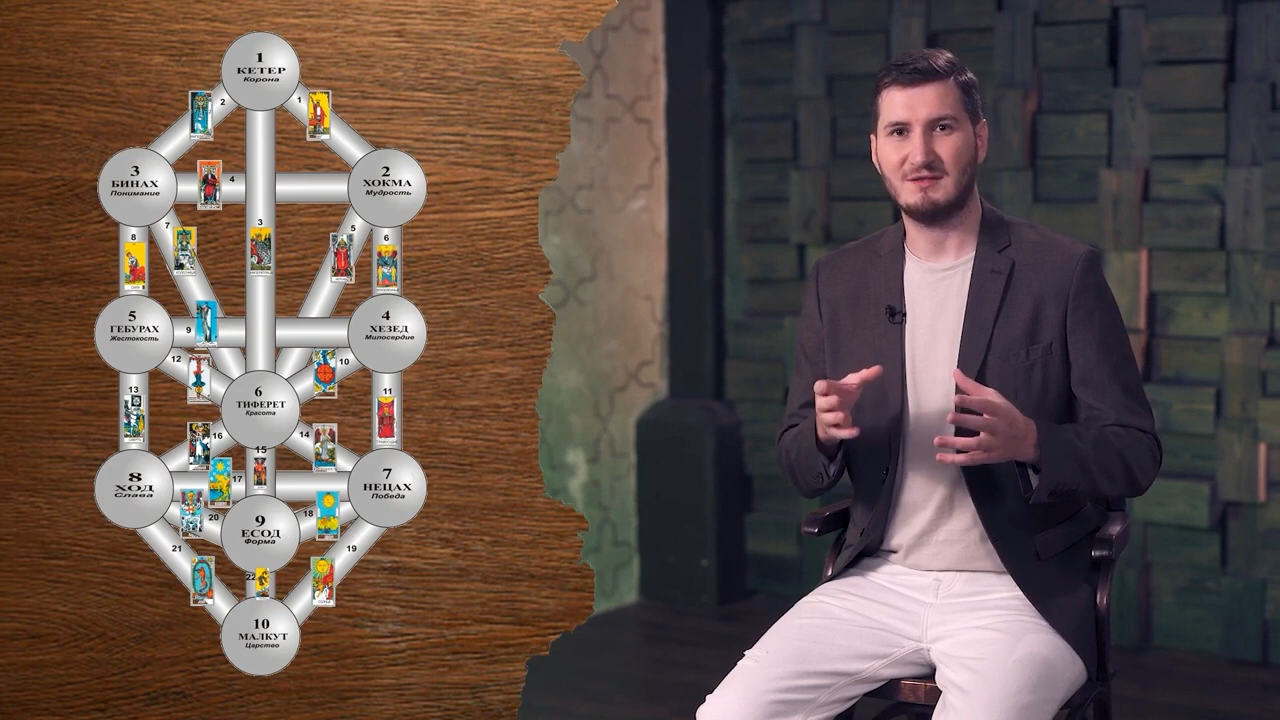 1
КЕТЕР
Корона
2
1
3
БИНАХ
Понимание
4
2
ХОКМА
Мудрость
3
8
7
5
6
5
ГЕБУРАХ
Жестокость
9
4
ХЕЗЕД
Милосердие
12
10
6
ТИФЕРЕТ
Красота
13
11
16
15
14
8
ХОД
Слава
17
7
НЕЦАХ
Победа
20
9
ЕСОД
Форма
18
21
19
22
10
МАЛКУТ
Царство